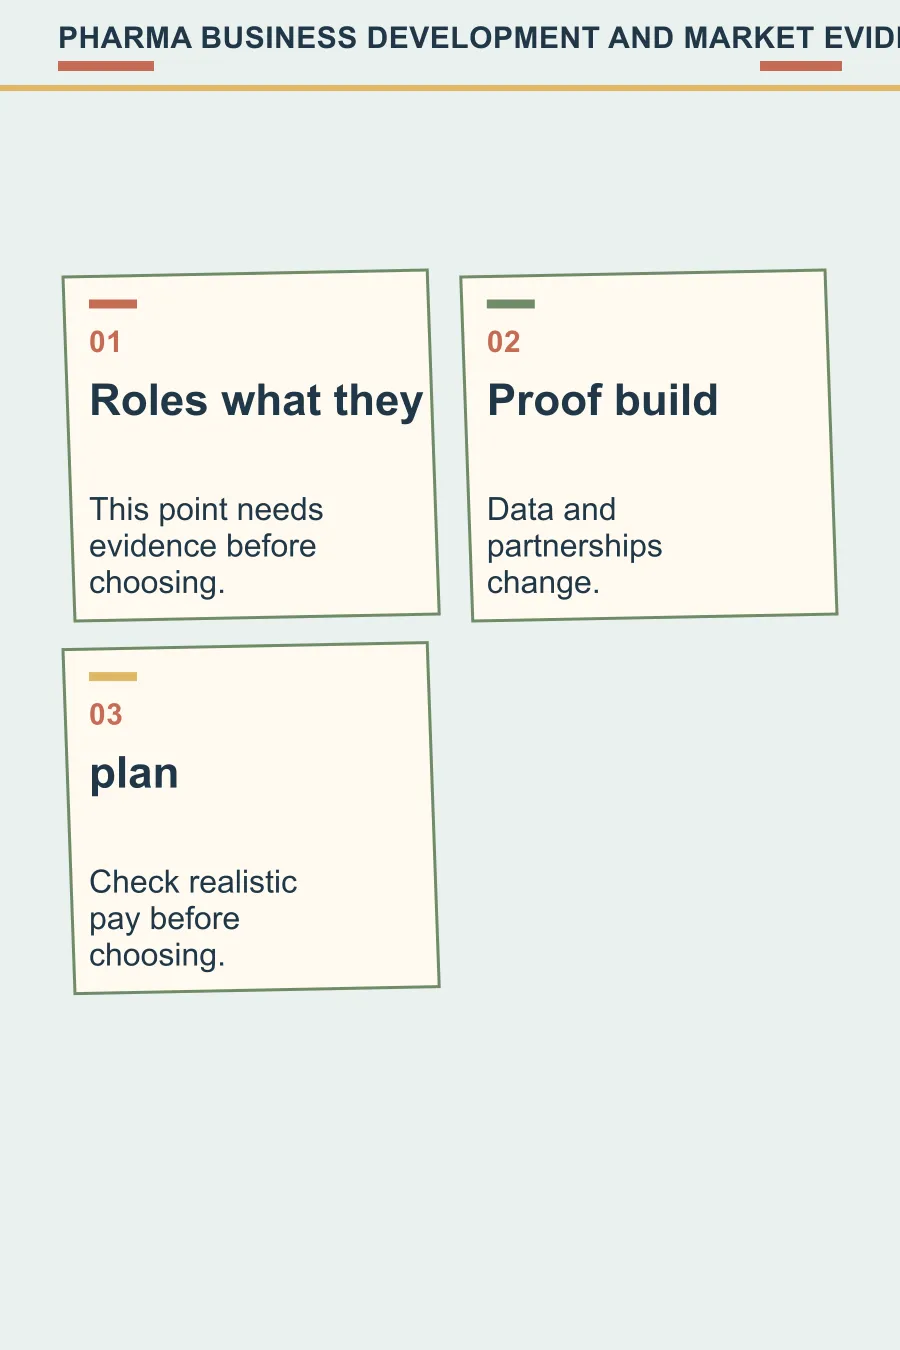 PHARMA BUSINESS DEVELOPMENT AND MARKET
01
Roles what they
This point needs
evidence before
choosing.
02
Proof build
Data and
partnerships
change.
03
plan
Check realistic
pay before
choosing.